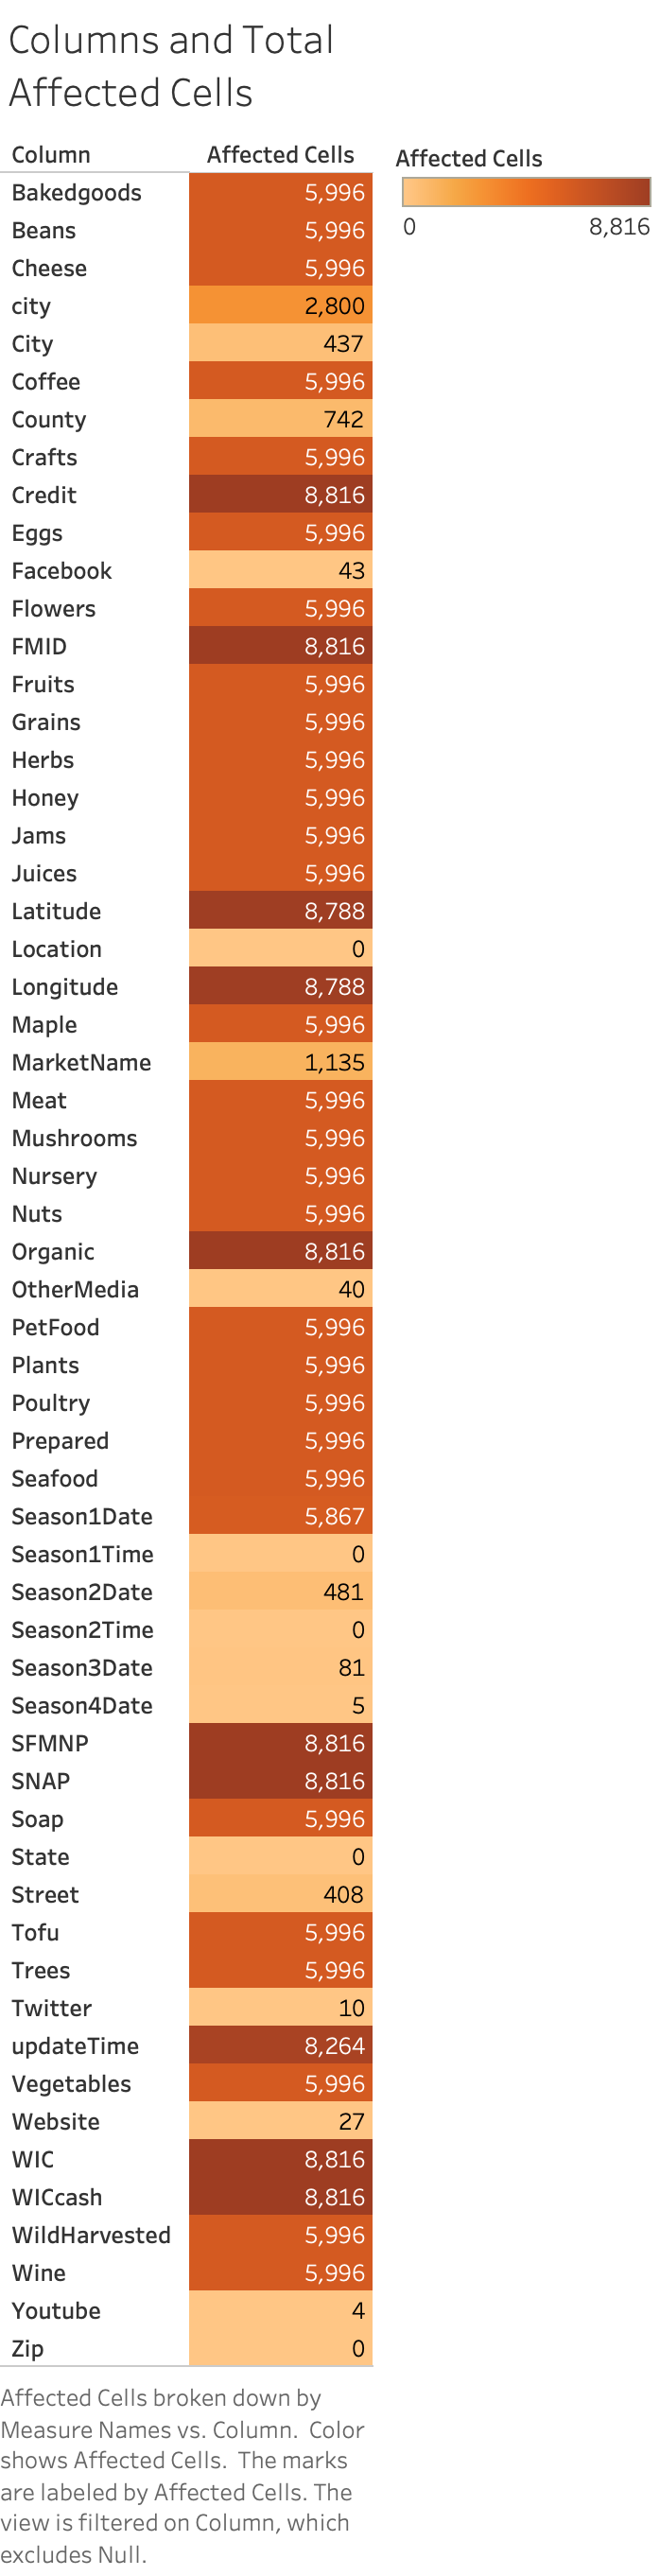 Columns and Total
Affected Cells
Column Affected Cells
Affected Cells
0 8,816
Bakedgoods 5,996
Beans 5,996
Cheese 5,996
city 2,800
City 437
Coffee 5,996
County 742
Crafts 5,996
Credit 8,816
Eggs 5,996
Facebook 43
Flowers 5,996
FMID 8,816
Fruits 5,996
Grains 5,996
Herbs 5,996
Honey 5,996
Jams 5,996
Juices 5,996
Latitude 8,788
Location 0
Longitude 8,788
Maple 5,996
MarketName 1,135
Meat 5,996
Mushrooms 5,996
Nursery 5,996
Nuts 5,996
Organic 8,816
OtherMedia 40
PetFood 5,996
Plants 5,996
Poultry 5,996
Prepared 5,996
Seafood 5,996
Season1Date 5,867
Season1Time 0
Season2Date 481
Season2Time 0
Season3Date 81
Season4Date 5
SFMNP 8,816
SNAP 8,816
Soap 5,996
State 0
Street 408
Tofu 5,996
Trees 5,996
Twitter 10
updateTime 8,264
Vegetables 5,996
Website 27
WIC 8,816
WICcash 8,816
WildHarvested 5,996
Wine 5,996
Youtube 4
Zip 0
Affected Cells broken down by
Measure Names vs. Column. Color
shows Affected Cells. The marks
are labeled by Affected Cells. The
view is filtered on Column, which
excludes Null.